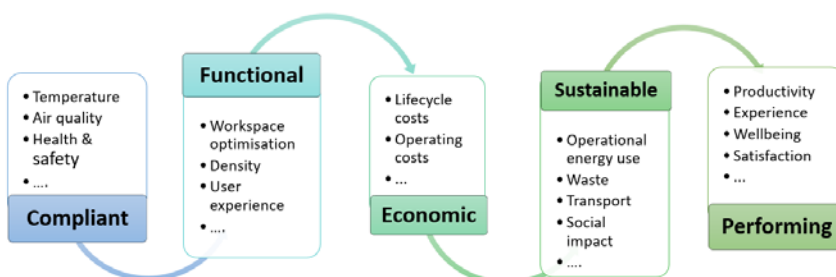 • Temperature
• Air quality
• Health &
safety
• ....
Compliant
Functional
• Workspace
optimisation
• Density
• User
experience
• ....
• Lifecycle
costs
• Operating
costs
• ...
Economic
Sustainable
• Operational
energy use
• Waste
• Transport
• Social
impact
• ....
• Productivity
• Experience
• Wellbeing
• Satisfaction
• ...
Performing